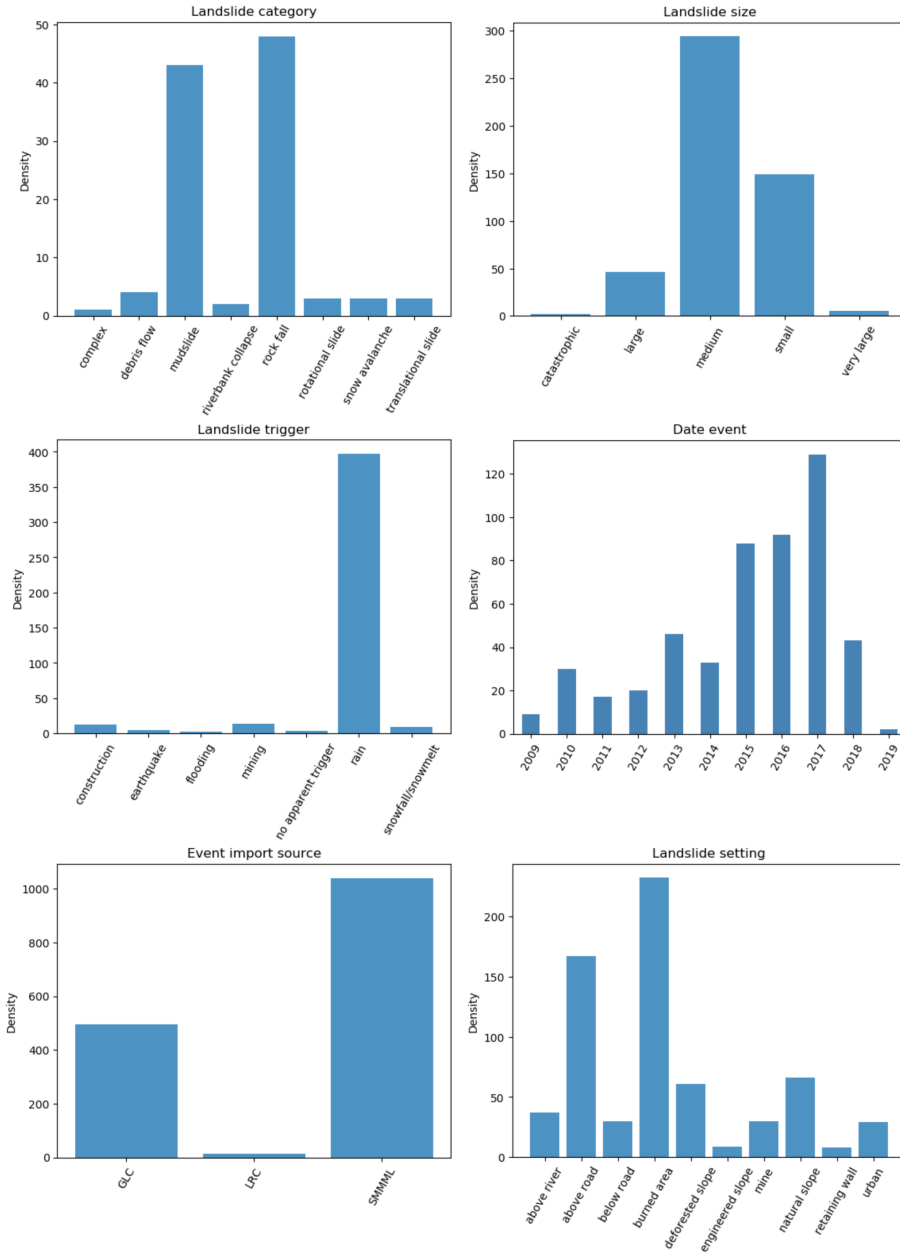 Landslide category
Density
50
40
30
20
10
0
complex
debris flow
mudslide
riverbank collapse
rock fall
rotational slide
snow avalanche
translational slide
Landslide size
Density
300
250
200
150
100
50
0
catastrophic
large
medium
small
very large
Landslide trigger
Density
400
350
300
250
200
150
100
50
0
construction
earthquake
flooding
mining
no apparent trigger
rain
snowfall/snowmelt
Date event
Density
120
100
80
60
40
20
0
2009
2010
2011
2012
2013
2014
2015
2016
2017
2018
2019
Event import source
Density
1000
800
600
400
200
0
GLC
LRC
SMMML
Landslide setting
Density
200
150
100
50
0
above river
above road
below road
burned area
deforested slope
engineered slope
mine
natural slope
retaining wall
urban